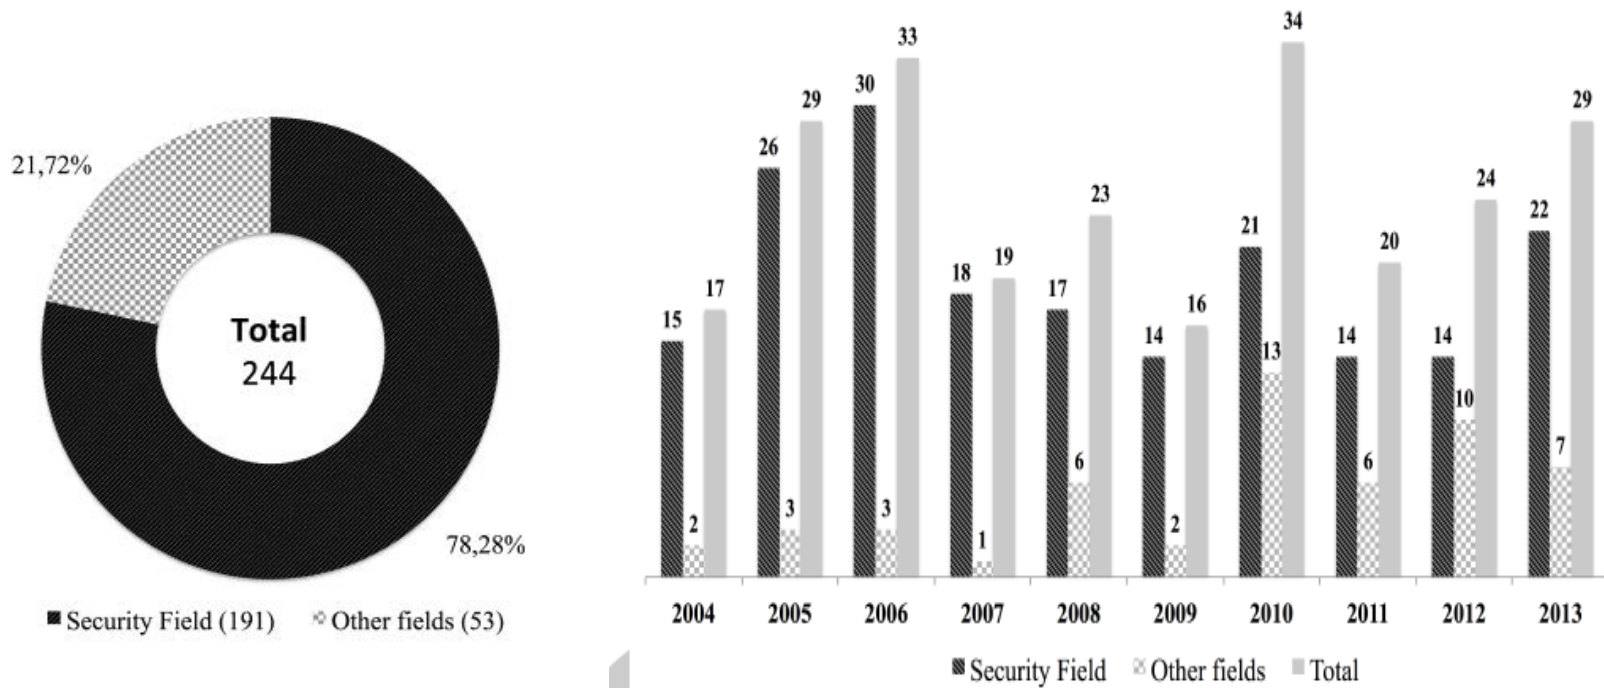 21,72%
Total
244
78,28%
Security Field (191) Other fields (53)
15 2 17
26 3 29
30 3 33
18 1 19
17 6 23
14 2 16
21 13 34
14 6 20
14 10 24
22 7 29
2004 2005 2006 2007 2008 2009 2010 2011 2012 2013
Security Field Other fields Total